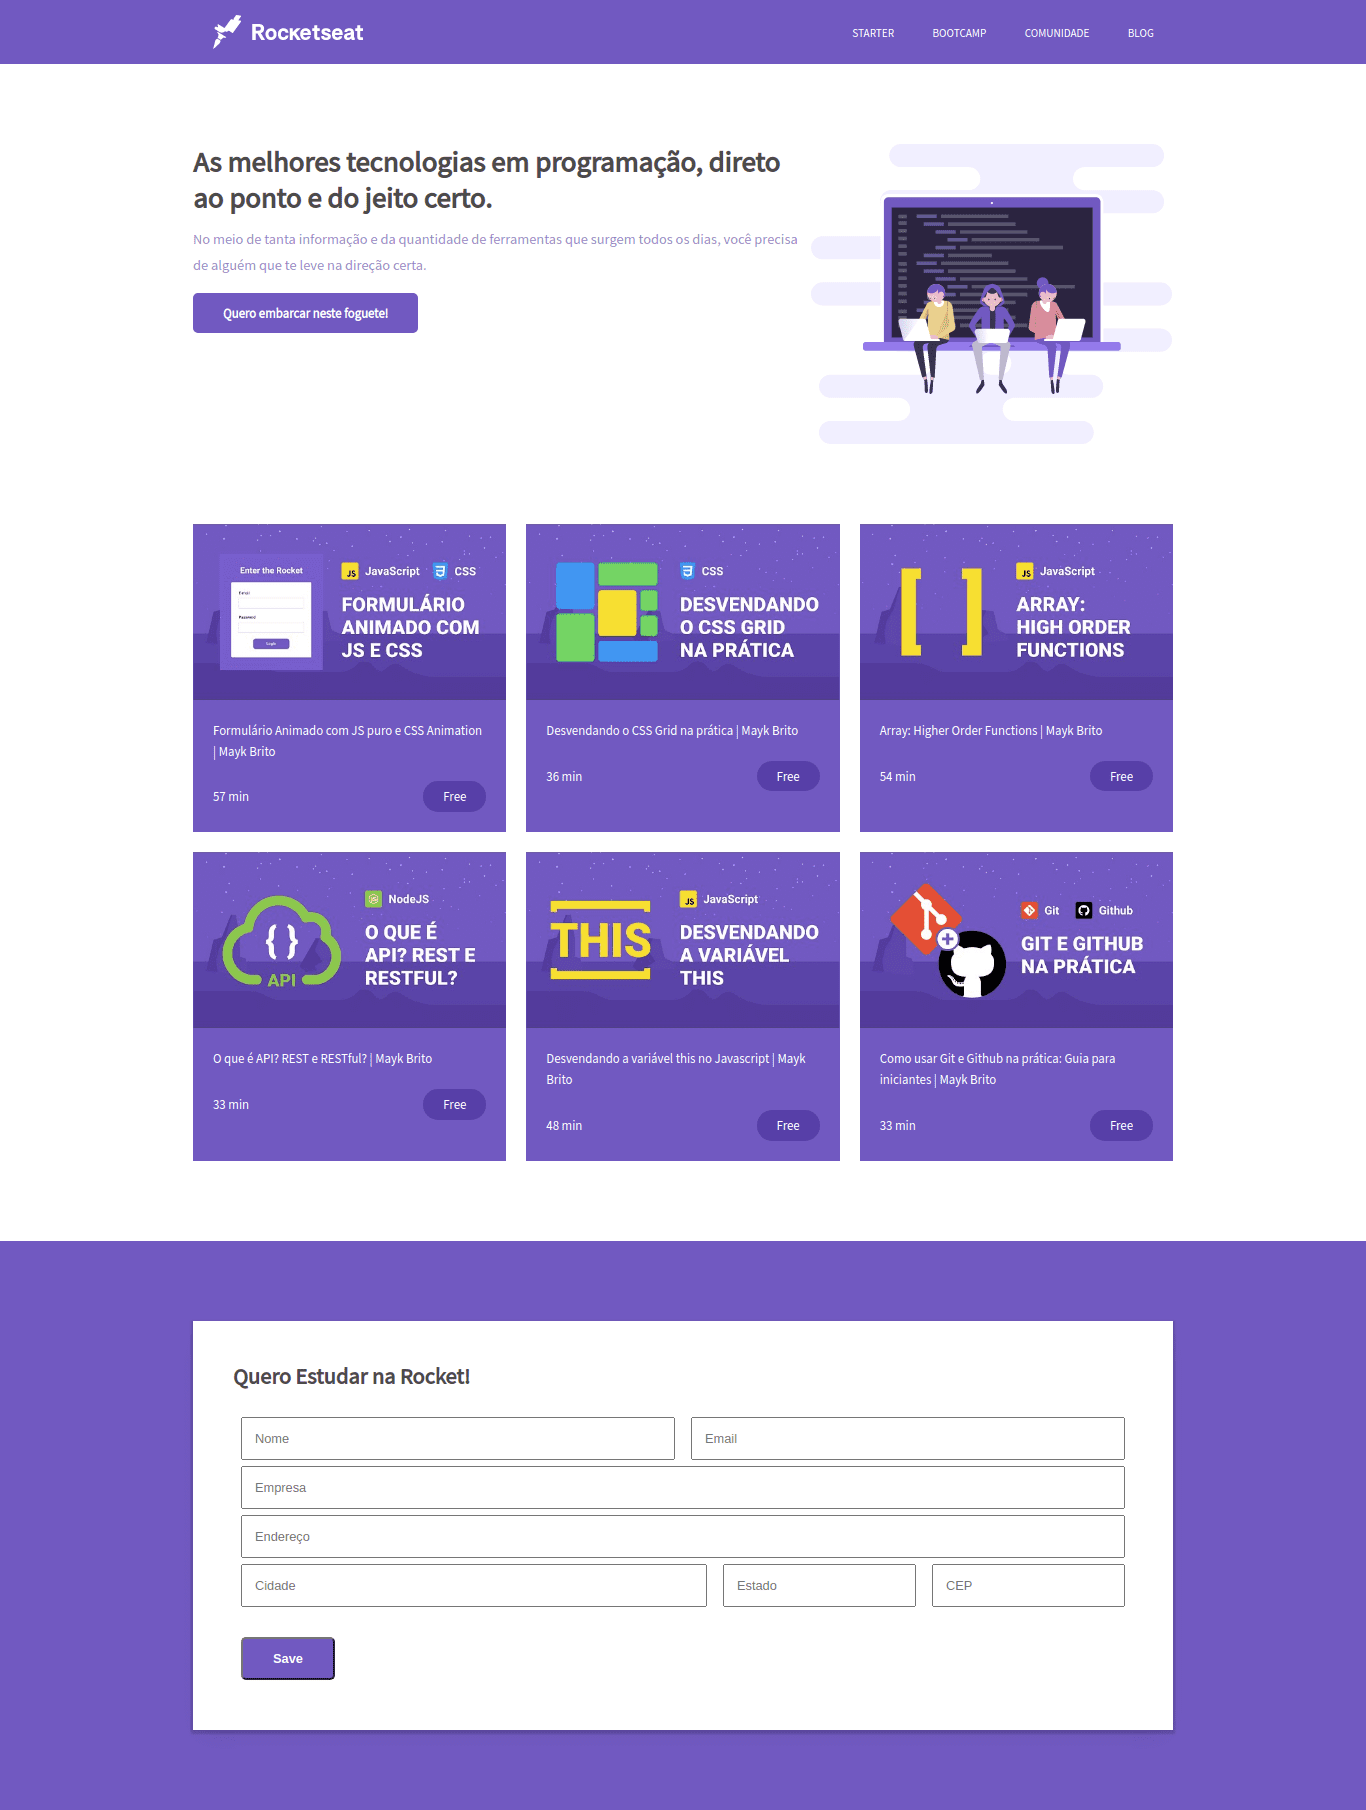 Rocketseat
STARTER BOOTCAMP COMUNIDADE BLOG
As melhores tecnologias em programação, direto
ao ponto e do jeito certo.
No meio de tanta informação e da quantidade de ferramentas que surgem todos os dias, você precisa
de alguém que te leve na direção certa.
Quero embarcar neste foguete!
Enter the Rocket
Email
Password
Login
JS JavaScript CSS
FORMULÁRIO
ANIMADO COM
JS E CSS
Formulário Animado com JS puro e CSS Animation
| Mayk Brito
57 min Free
CSS
DESVENDANDO
O CSS GRID
NA PRÁTICA
Desvendando o CSS Grid na prática | Mayk Brito
36 min Free
[ ]
JS JavaScript
ARRAY:
HIGH ORDER
FUNCTIONS
Array: Higher Order Functions | Mayk Brito
54 min Free
{ }
API
NodeJS
O QUE É
API? REST E
RESTFUL?
O que é API? REST e RESTful? | Mayk Brito
33 min Free
THIS
JS JavaScript
DESVENDANDO
A VARIÁVEL
THIS
Desvendando a variável this no Javascript | Mayk
Brito
48 min Free
Git Github
GIT E GITHUB
NA PRÁTICA
Como usar Git e Github na prática: Guia para
iniciantes | Mayk Brito
33 min Free
Quero Estudar na Rocket!
Nome Email
Empresa
Endereço
Cidade Estado CEP
Save